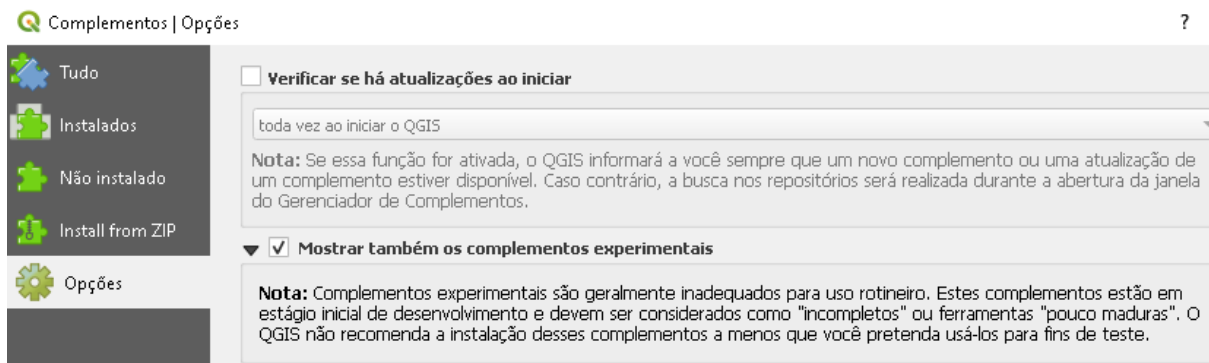 Complementos | Opções
?
Tudo
Instalados
Não instalado
Install from ZIP
Opções
Verificar se há atualizações ao iniciar
toda vez ao iniciar o QGIS
Nota: Se essa função for ativada, o QGIS informará a você sempre que um novo complemento ou uma atualização de
um complemento estiver disponível. Caso contrário, a busca nos repositórios será realizada durante a abertura da janela
do Gerenciador de Complementos.
Mostrar também os complementos experimentais
Nota: Complementos experimentais são geralmente inadequados para uso rotineiro. Estes complementos estão em
estágio inicial de desenvolvimento e devem ser considerados como "incompletos" ou ferramentas "pouco maduras". O
QGIS não recomenda a instalação desses complementos a menos que você pretenda usá-los para fins de teste.